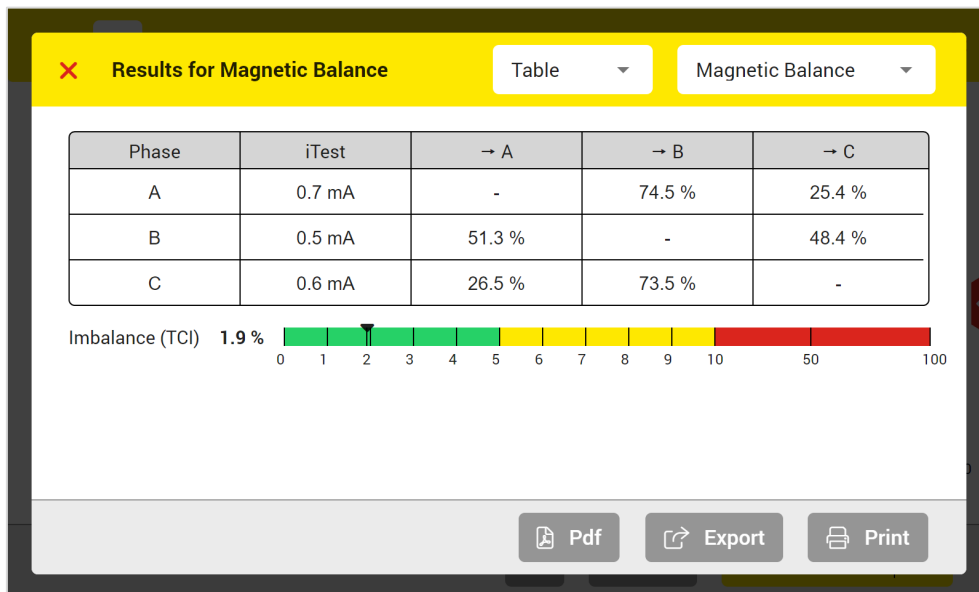 Results for Magnetic Balance Table Magnetic Balance
Phase iTest → A → B → C
A 0.7 mA - 74.5 % 25.4 %
B 0.5 mA 51.3 % - 48.4 %
C 0.6 mA 26.5 % 73.5 % -
Imbalance (TCI) 1.9 %
0 1 2 3 4 5 6 7 8 9 10 50 100
Pdf Export Print